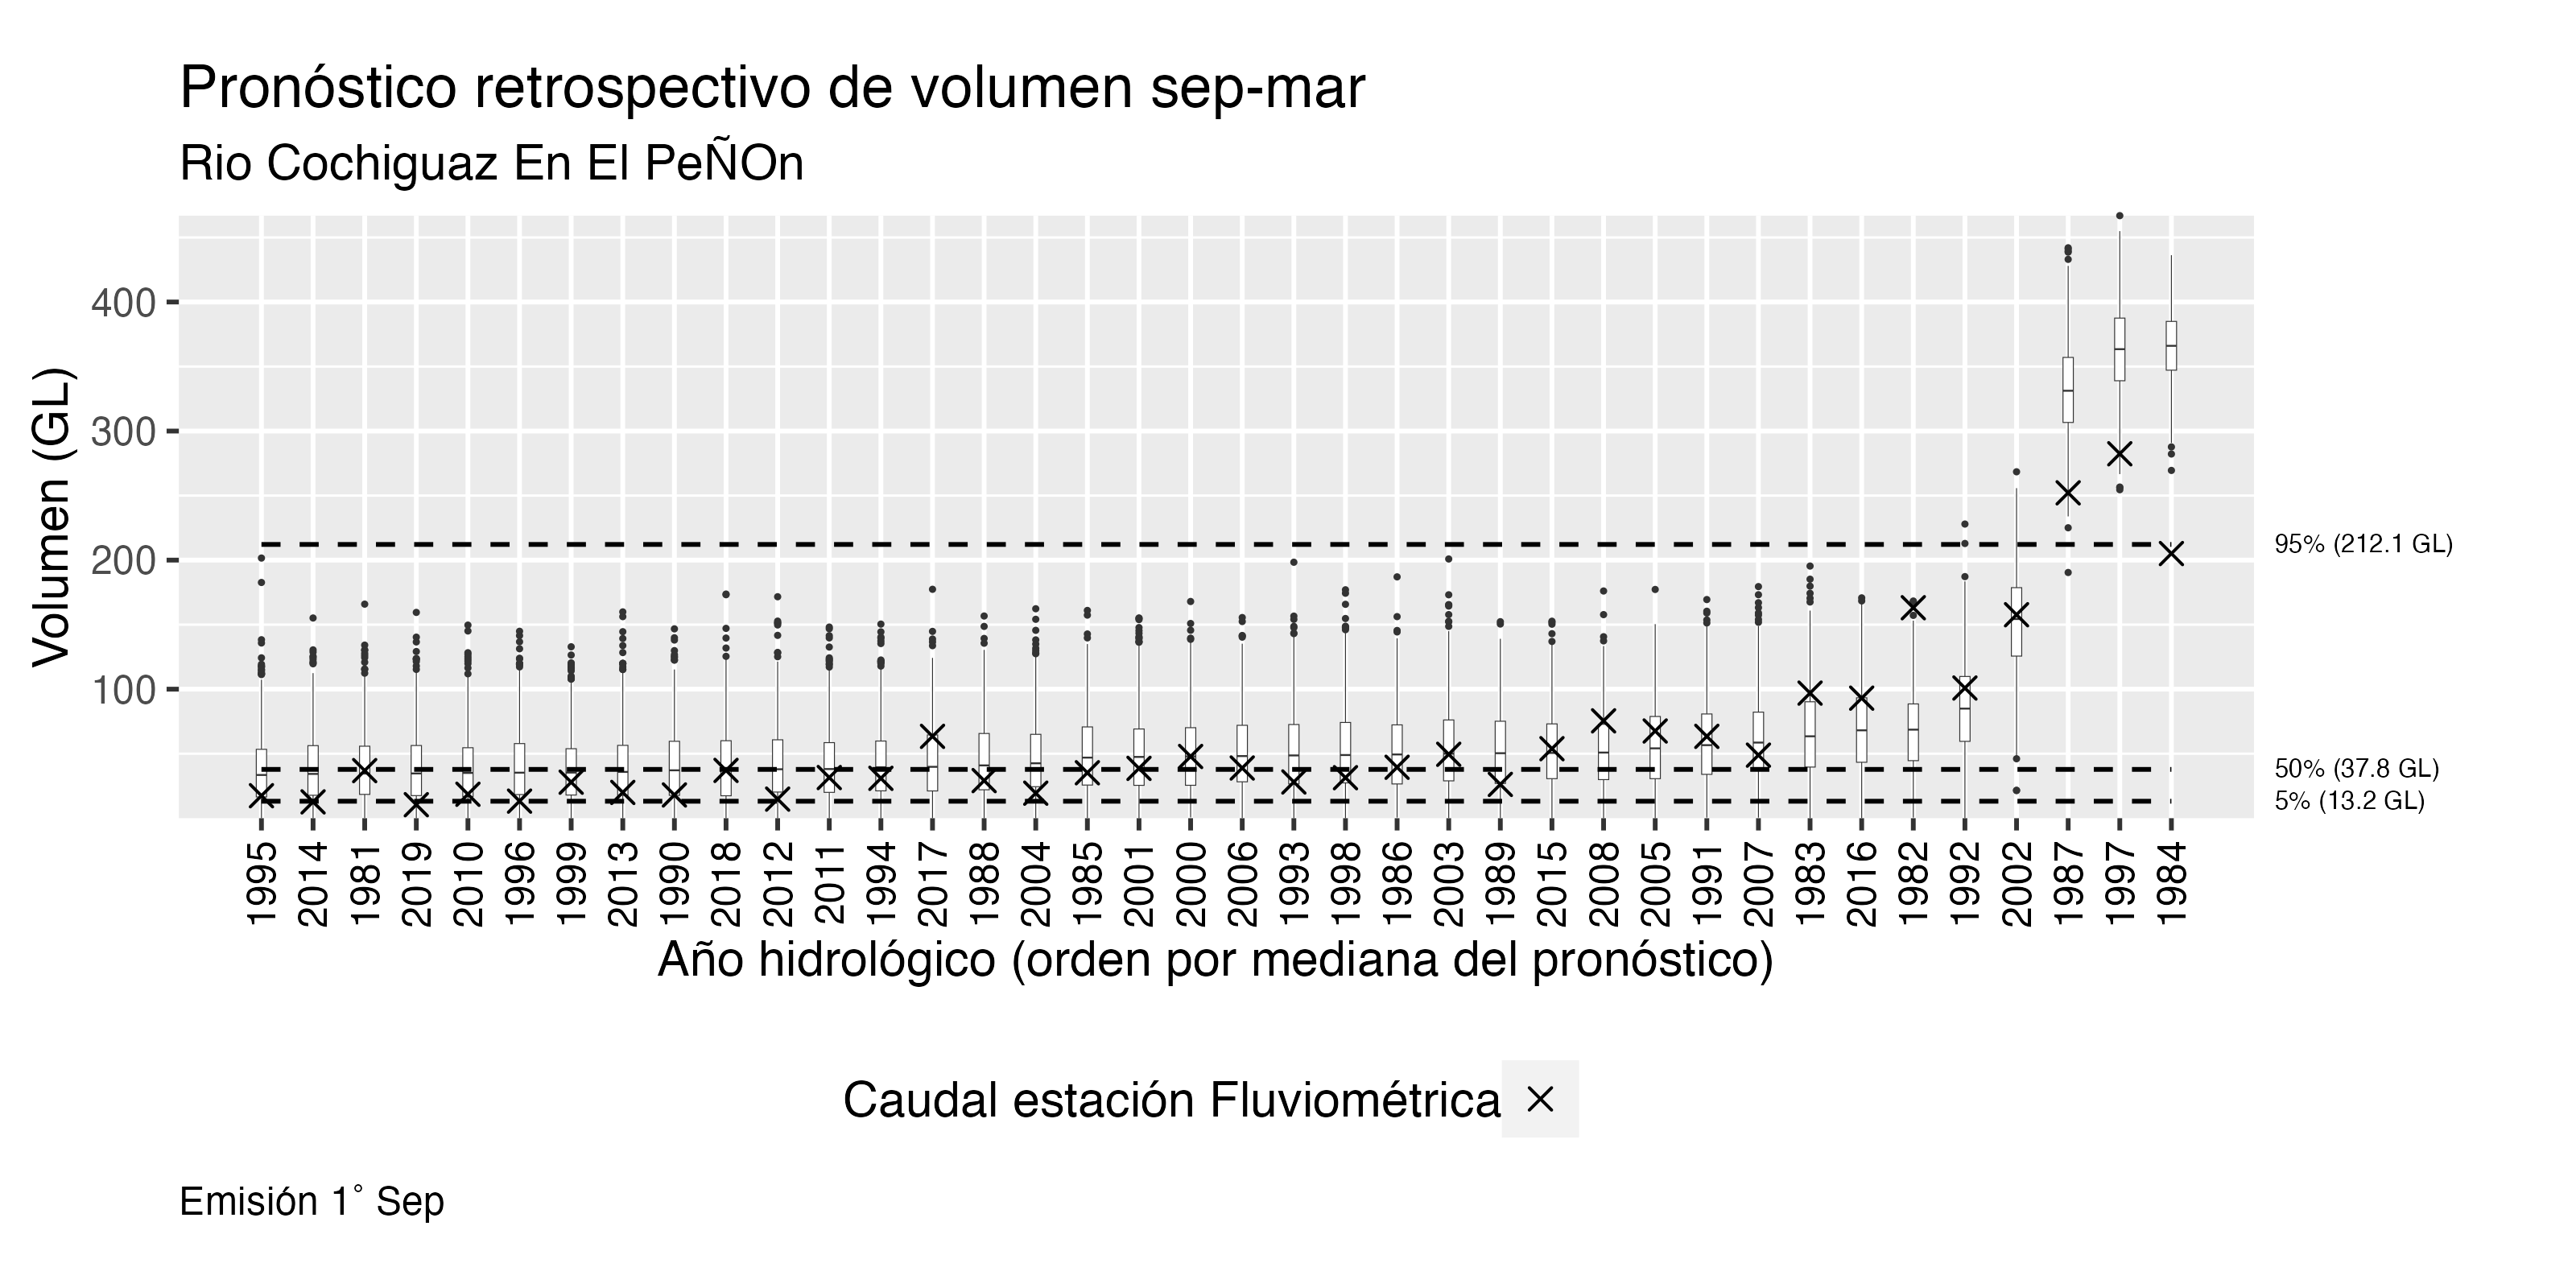 Pronóstico retrospectivo de volumen sep-mar
Rio Cochiguaz En El PeÑOn
Volumen (GL)
400
300
200
100
95% (212.1 GL)
50% (37.8 GL)
5% (13.2 GL)
1995 2014 1981 2019 2010 1996 1999 2013 1990 2018 2012 2011 1994 2017 1988 2004 1985 2001 2000 2006 1993 1998 1986 2003 1989 2015 2008 2005 1991 2007 1983 2016 1982 1992 2002 1987 1997 1984
Año hidrológico (orden por mediana del pronóstico)
Caudal estación Fluviométrica
Emisión 1° Sep